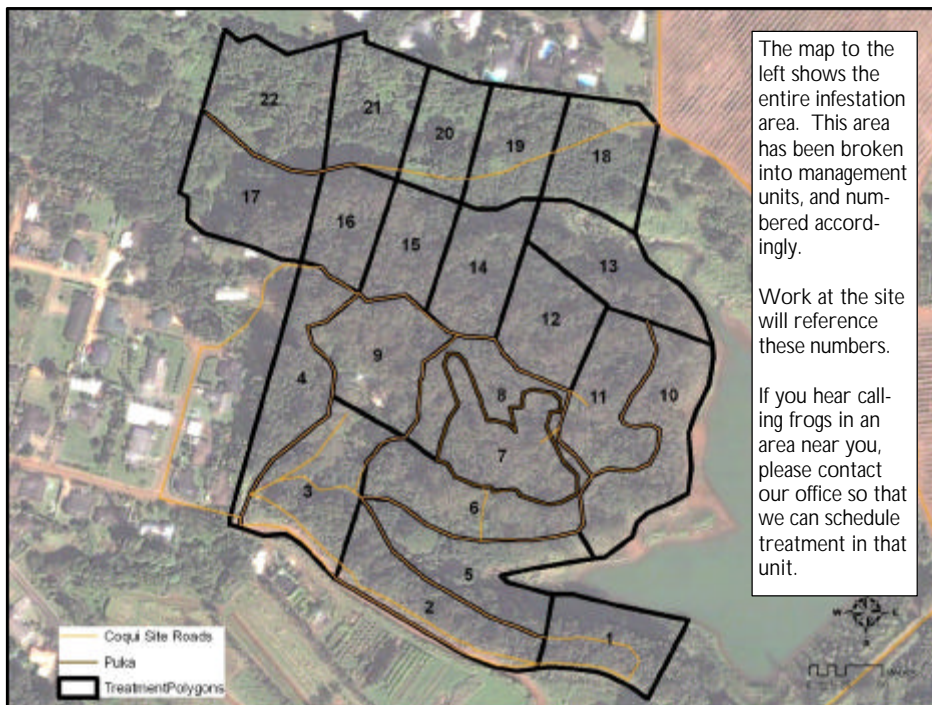 The map to the
left shows the
entire infestation
area. This area
has been broken
into management
units, and num-
bered accord-
ingly.
Work at the site
will reference
these numbers.
If you hear call-
ing frogs in an
area near you,
please contact
our office so that
we can schedule
treatment in that
unit.
22
21
20
19
18
17
16
15
14
13
12
4
9
8
11
10
7
3
6
5
2
1
W
E
Coqui Site Roads
Puka
TreatmentPolygons